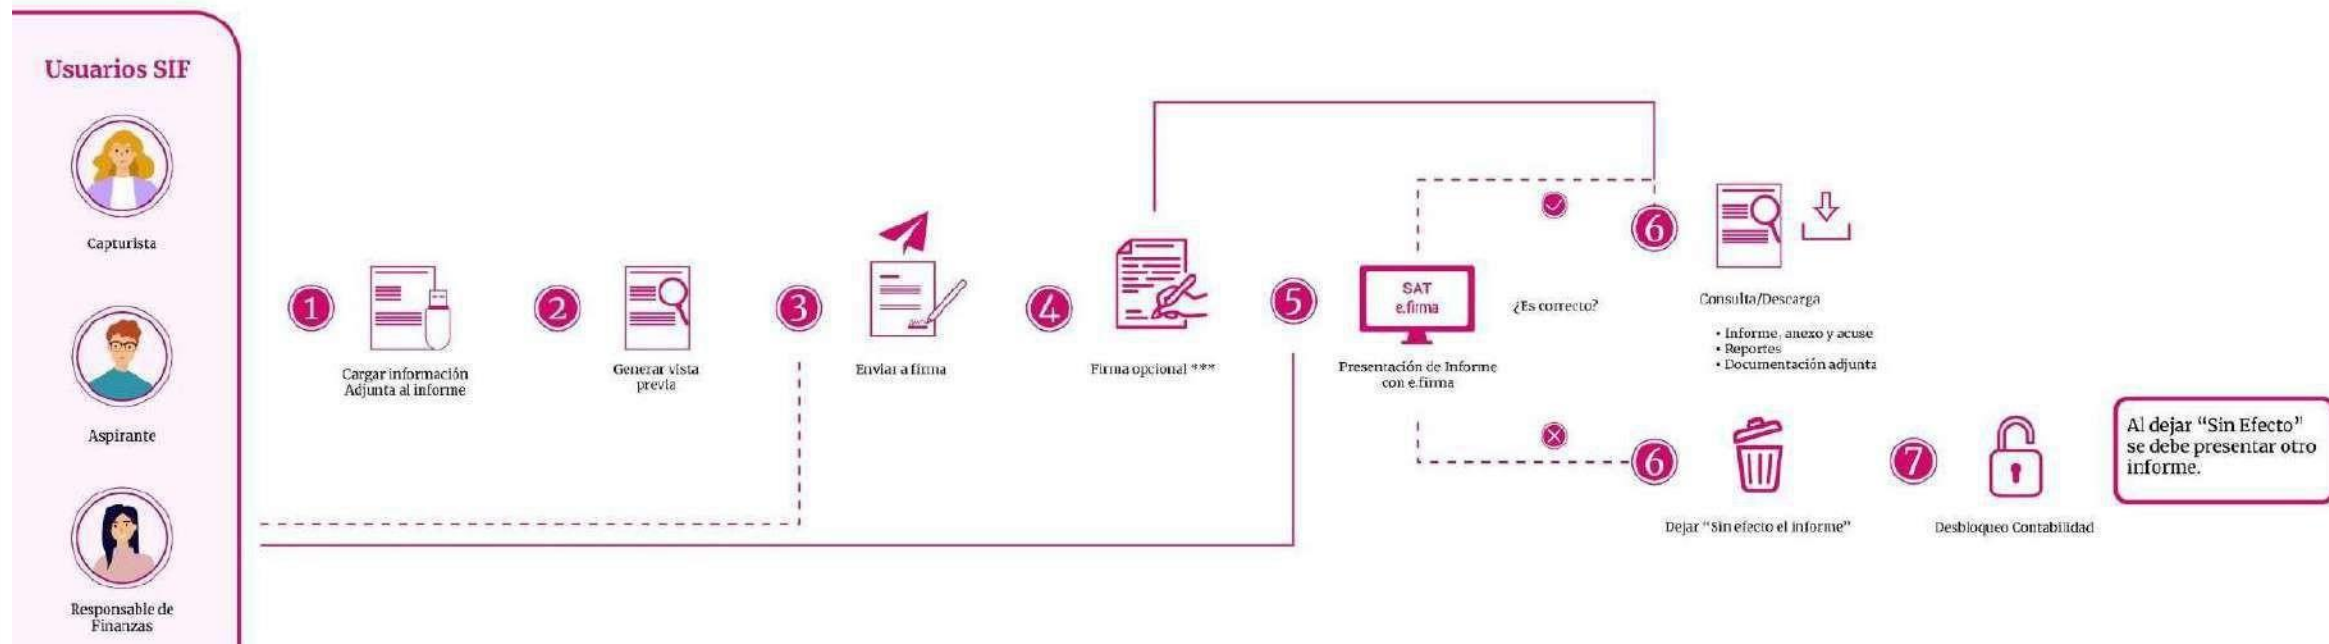 Usuarios SIF
Capturista
Aspirante
Responsable de
Finanzas
1
Cargar información
Adjunta al informe
2
Generar vista
previa
3
Enviar a firma
4
Firma opcional ***
5
SAT
e.firma
Presentación de Informe
con e.firma
¿Es correcto?
6
Consulta/Descarga
• Informe, anexo y acuse
• Reportes
• Documentación adjunta
6
Dejar “Sin efecto el informe”
7
Desbloqueo Contabilidad
Al dejar “Sin Efecto”
se debe presentar otro
informe.